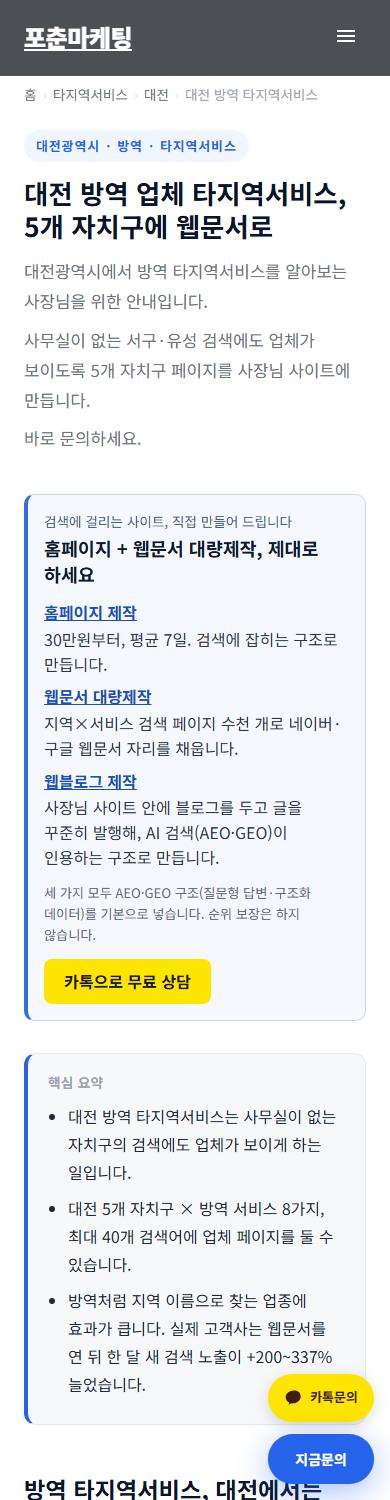 포춘마케팅
홈 › 타지역서비스 › 대전 › 대전 방역 타지역서비스
대전광역시 · 방역 · 타지역서비스
대전 방역 업체 타지역서비스,
5개 자치구에 웹문서로
대전광역시에서 방역 타지역서비스를 알아보는
사장님을 위한 안내입니다.
사무실이 없는 서구·유성 검색에도 업체가
보이도록 5개 자치구 페이지를 사장님 사이트에
만듭니다.
바로 문의하세요.
검색에 걸리는 사이트, 직접 만들어 드립니다
홈페이지 + 웹문서 대량제작, 제대로
하세요
홈페이지 제작
30만원부터, 평균 7일. 검색에 잡히는 구조로
만듭니다.
웹문서 대량제작
지역×서비스 검색 페이지 수천 개로 네이버·
구글 웹문서 자리를 채웁니다.
웹블로그 제작
사장님 사이트 안에 블로그를 두고 글을
꾸준히 발행해, AI 검색(AEO·GEO)이
인용하는 구조로 만듭니다.
세 가지 모두 AEO·GEO 구조(질문형 답변·구조화
데이터)를 기본으로 넣습니다. 순위 보장은 하지
않습니다.
카톡으로 무료 상담
핵심 요약
• 대전 방역 타지역서비스는 사무실이 없는
자치구의 검색에도 업체가 보이게 하는
일입니다.
• 대전 5개 자치구 × 방역 서비스 8가지,
최대 40개 검색어에 업체 페이지를 둘 수
있습니다.
• 방역처럼 지역 이름으로 찾는 업종에
효과가 큽니다. 실제 고객사는 웹문서를
연 뒤 한 달 새 검색 노출이 +200~337%
늘었습니다.
카톡문의
지금문의
방역 타지역서비스, 대전에서는